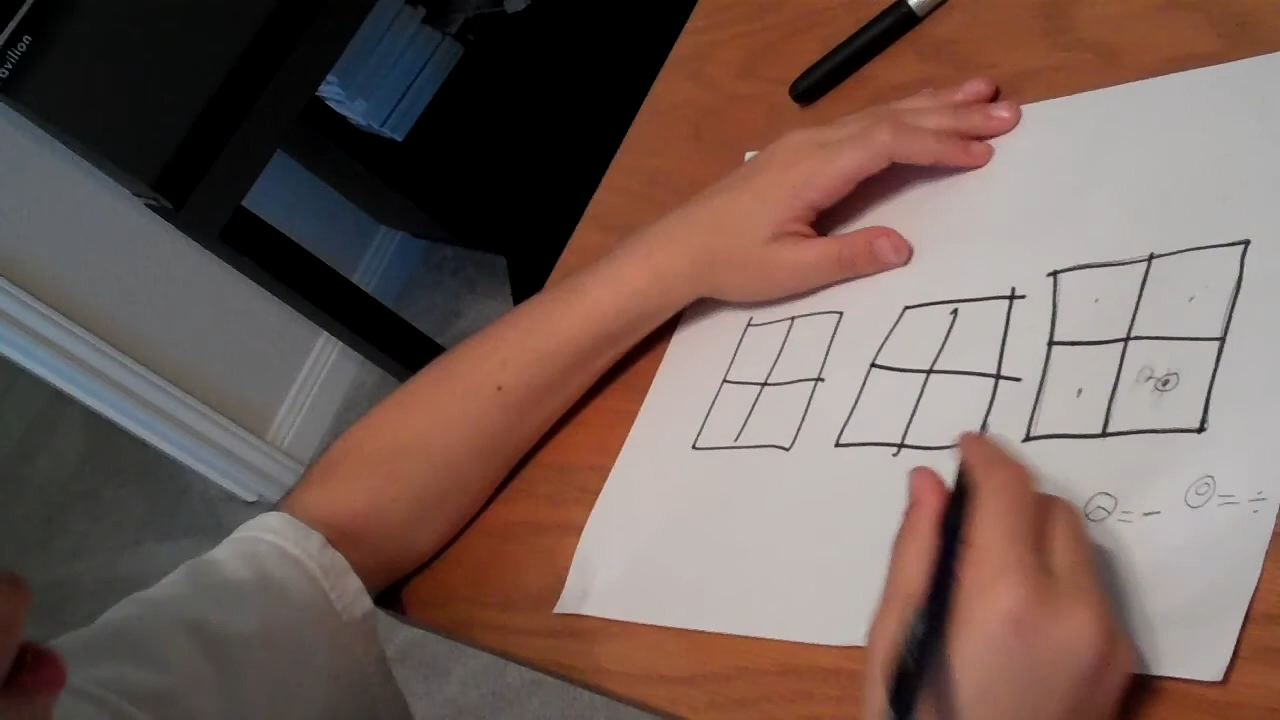 avilion
= - = ÷